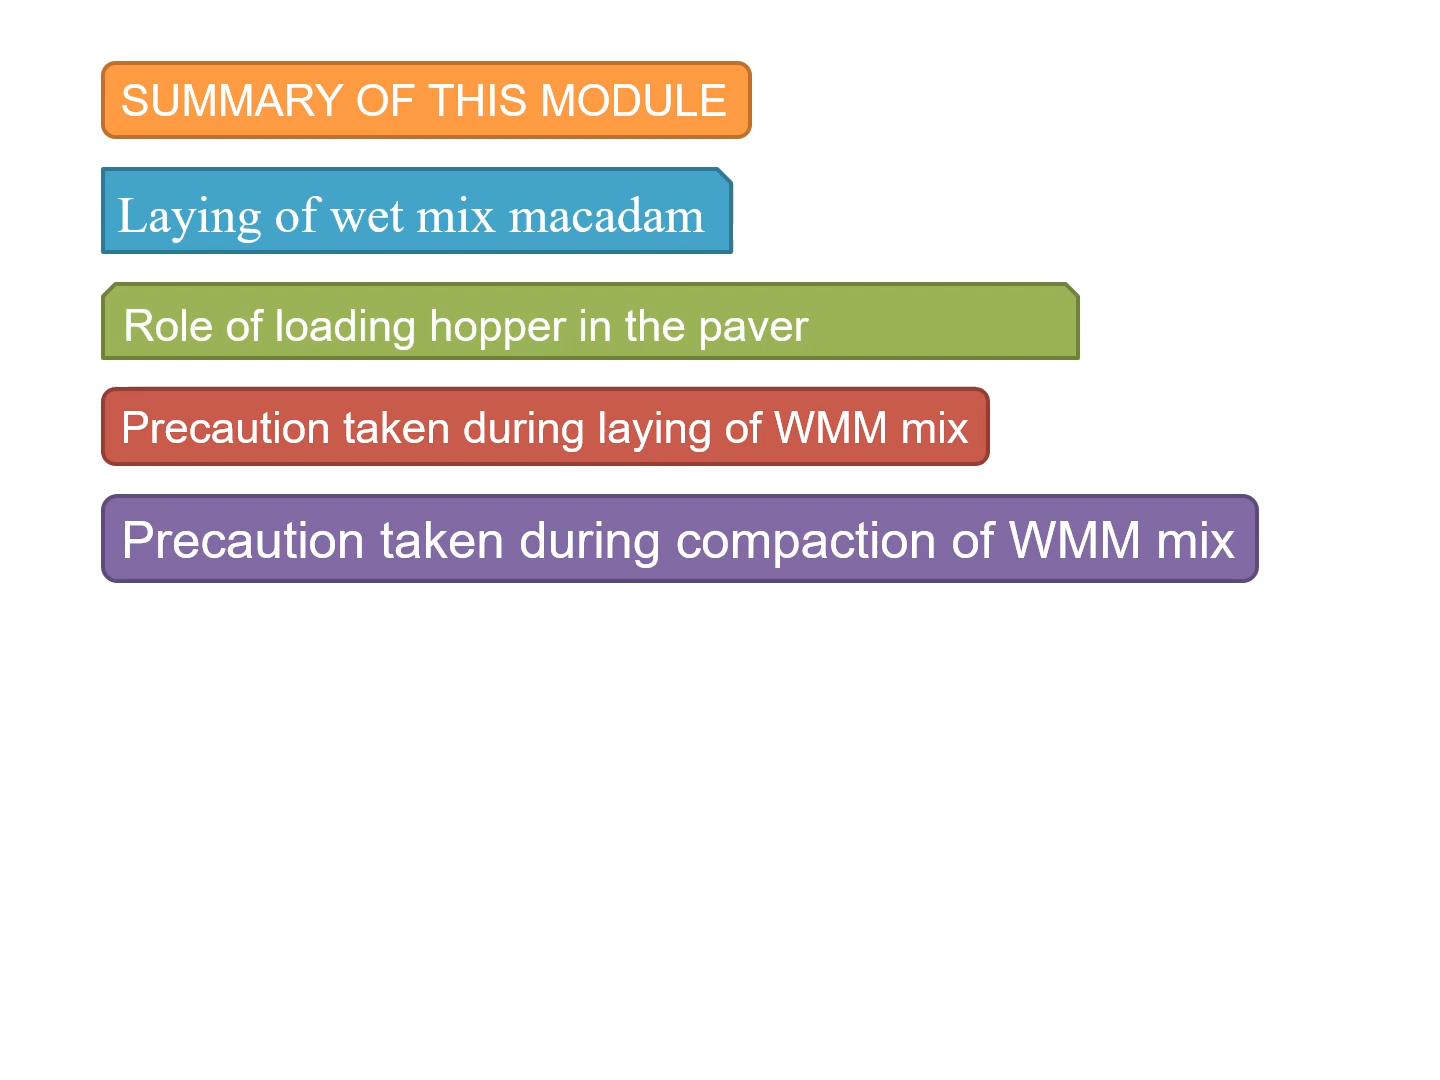 SUMMARY OF THIS MODULE
Laying of wet mix macadam
Role of loading hopper in the paver
Precaution taken during laying of WMM mix
Precaution taken during compaction of WMM mix